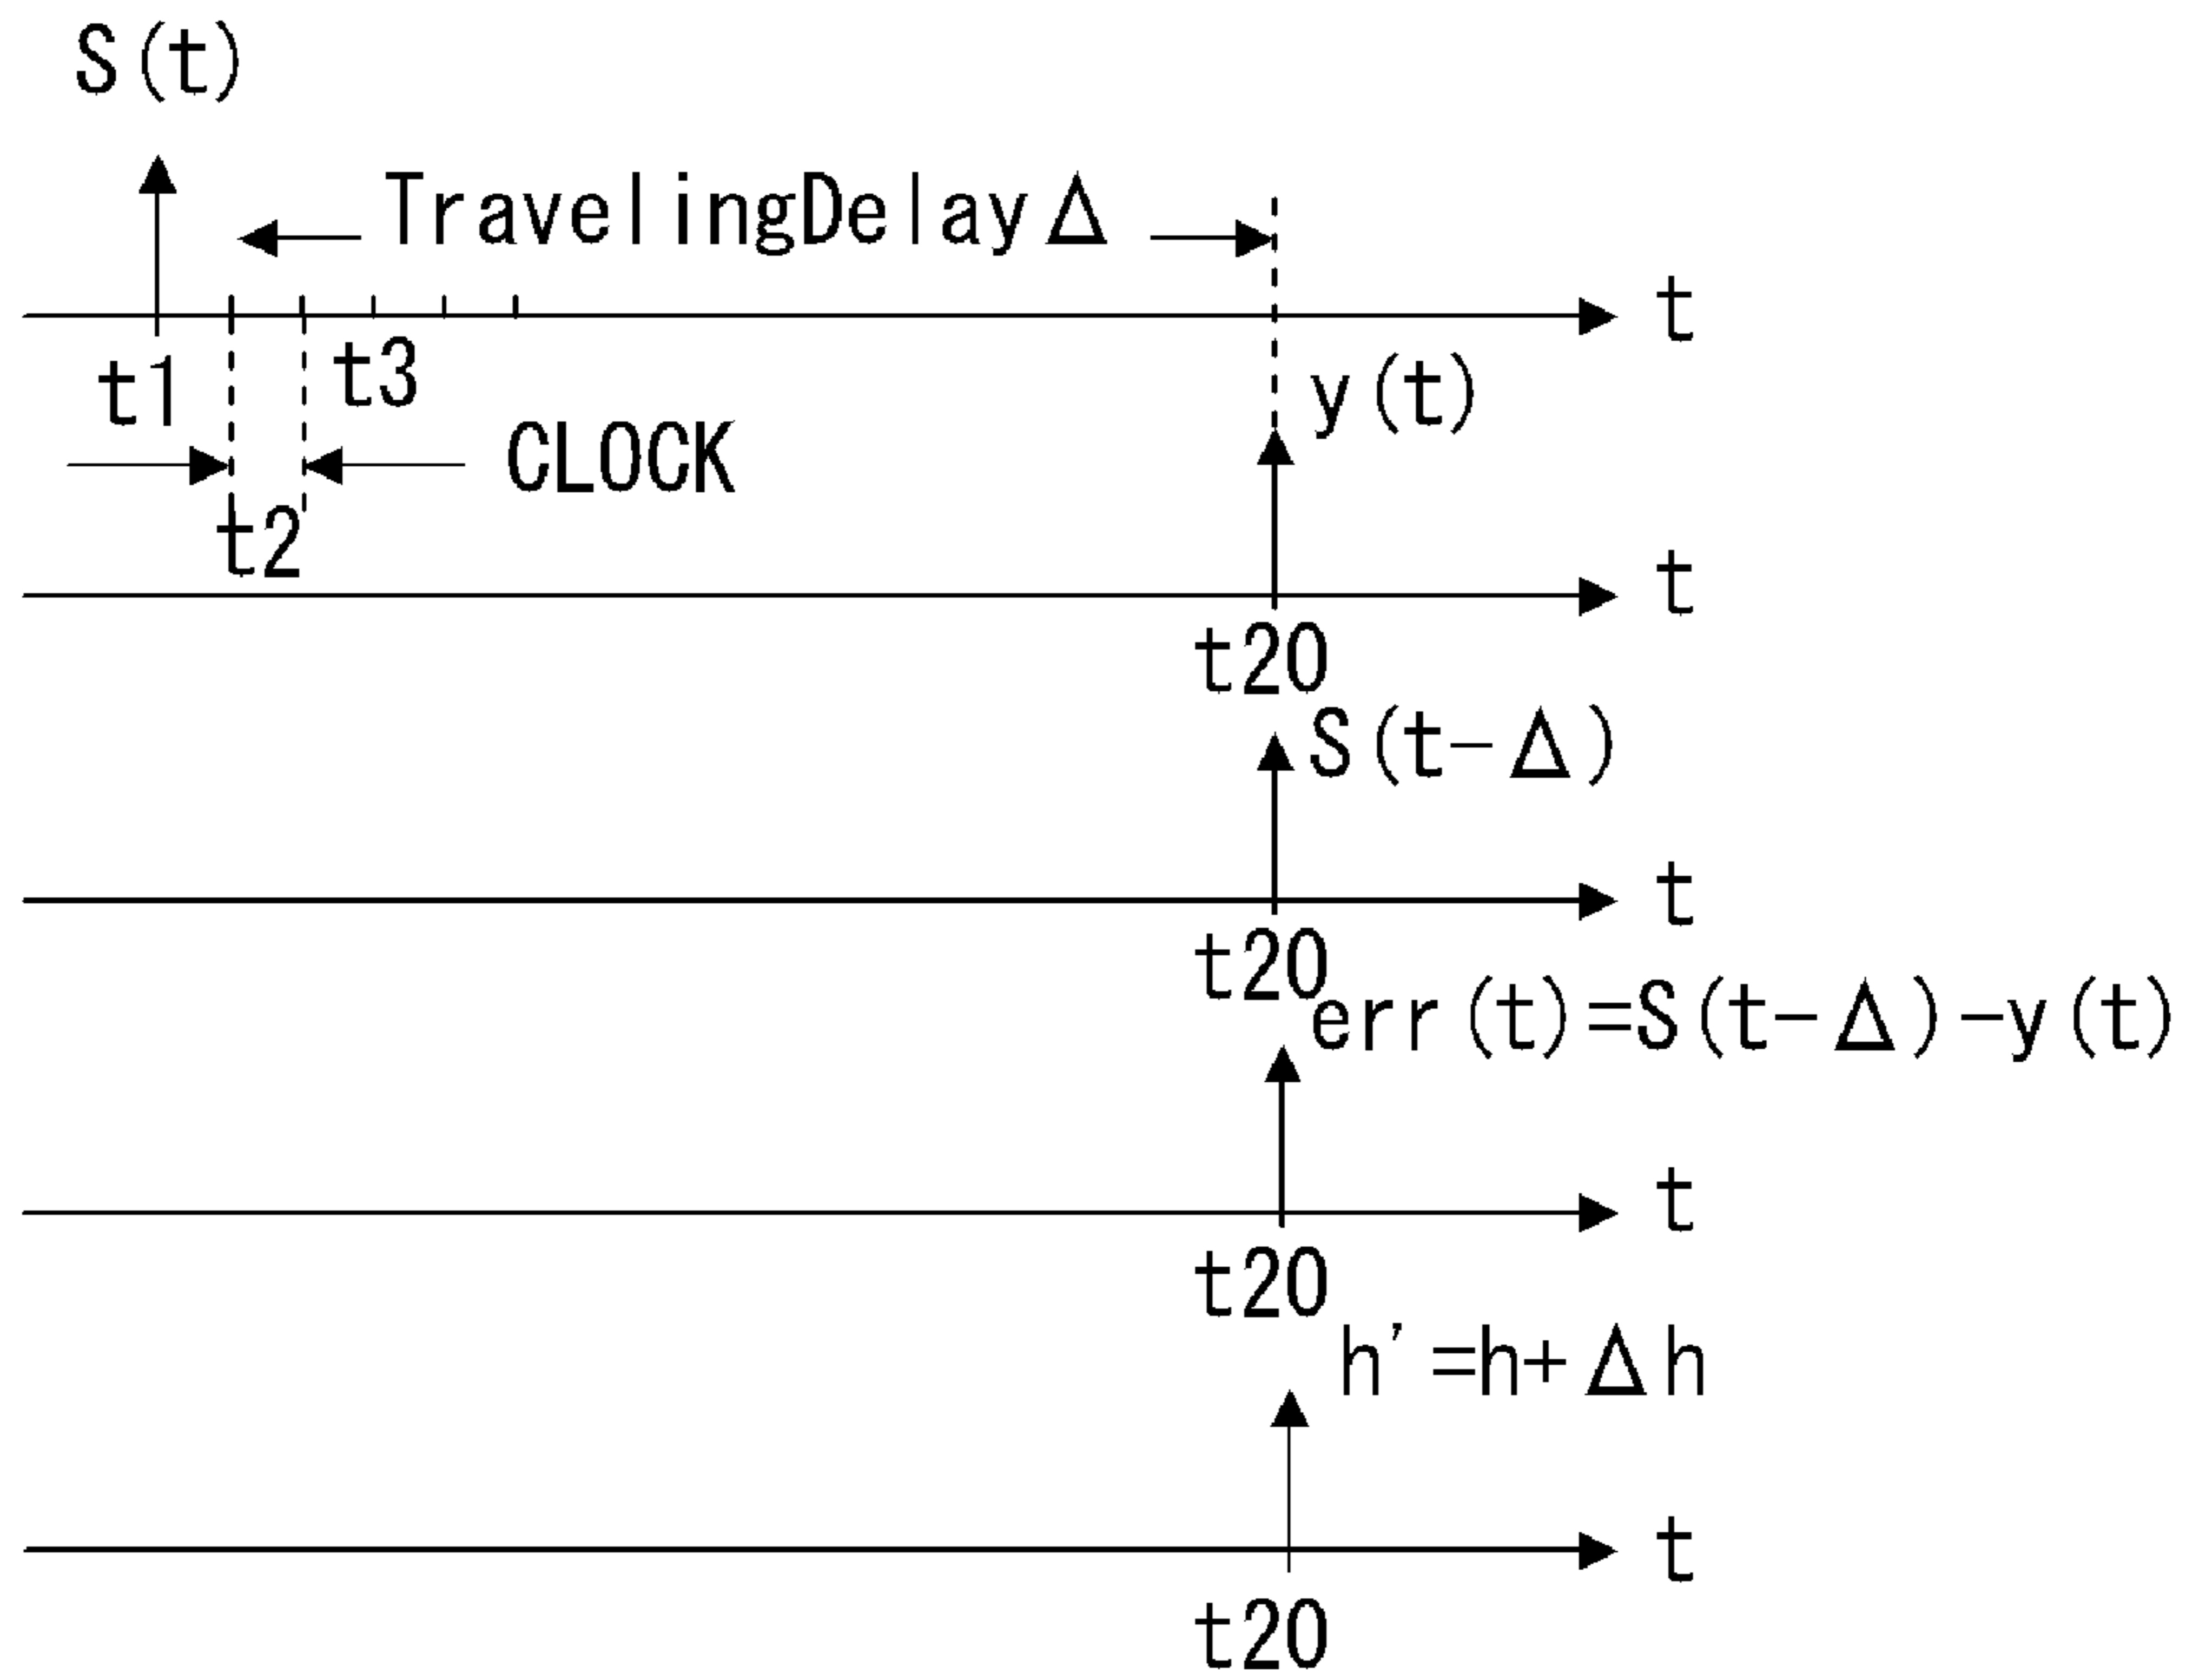 S(t)
TravelingDelayΔ
t
t1
t3
y(t)
CLOCK
t2
t
t20
S(t-Δ)
t
t20
err(t)=S(t-Δ)-y(t)
t
t20
h'=h+Δh
t
t20